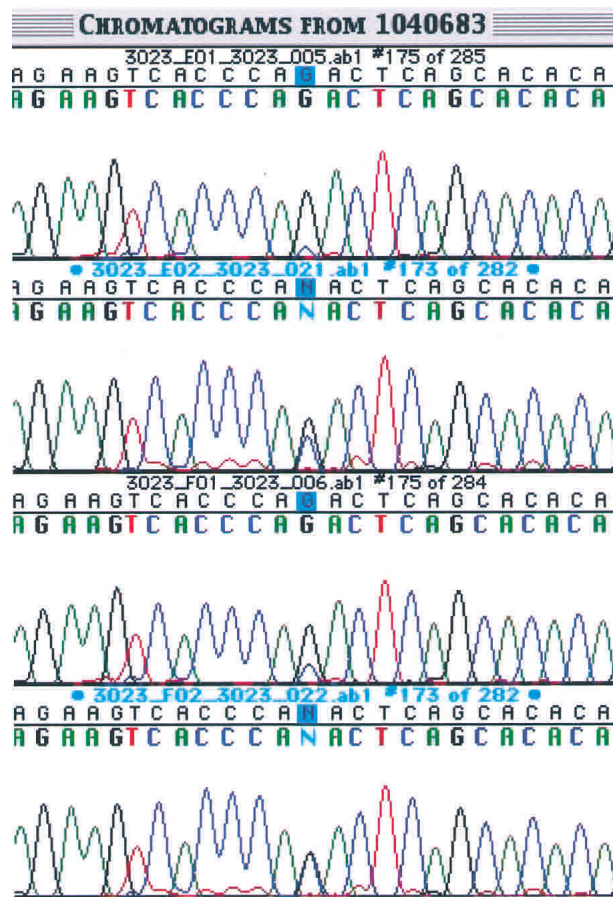 CHROMATOGRAMS FROM 1040683
3023_E01_3023_005.ab1 #175 of 285
A G A A G T C A C C C A G A C T C A G C A C A C A
A G A A G T C A C C C A G A C T C A G C A C A C A
3023_E02_3023_021.ab1 #173 of 282
A G A A G T C A C C C A N A C T C A G C A C A C A
A G A A G T C A C C C A N A C T C A G C A C A C A
3023_F01_3023_006.ab1 #175 of 284
A G A A G T C A C C C A G A C T C A G C A C A C A
A G A A G T C A C C C A G A C T C A G C A C A C A
3023_F02_3023_022.ab1 #173 of 282
A G A A G T C A C C C A N A C T C A G C A C A C A
A G A A G T C A C C C A N A C T C A G C A C A C A